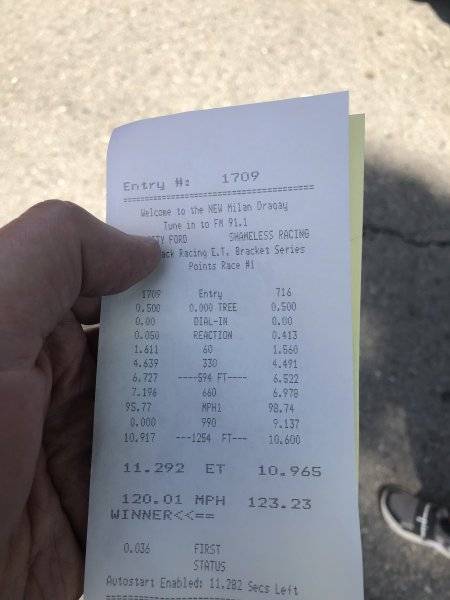 Entry #: 1709
==============================
Welcome to the NEW Milan Dragay
Tune in to FM 91.1
TY FORD SHAMELESS RACING
ack Racing E.T. Bracket Series
Points Race #1
1709 Entry 716
0.500 0.000 TREE 0.500
0.00 DIAL-IN 0.00
0.050 REACTION 0.413
1.611 60 1.560
4.639 330 4.491
6.727 ----594 FT---- 6.522
7.196 660 6.978
95.77 MPH1 98.74
0.000 990 9.137
10.917 ---1254 FT--- 10.600
11.292 ET 10.965
120.01 MPH 123.23
WINNER<<==
0.036 FIRST
STATUS
Autostart Enabled: 11.282 Secs Left
==============================